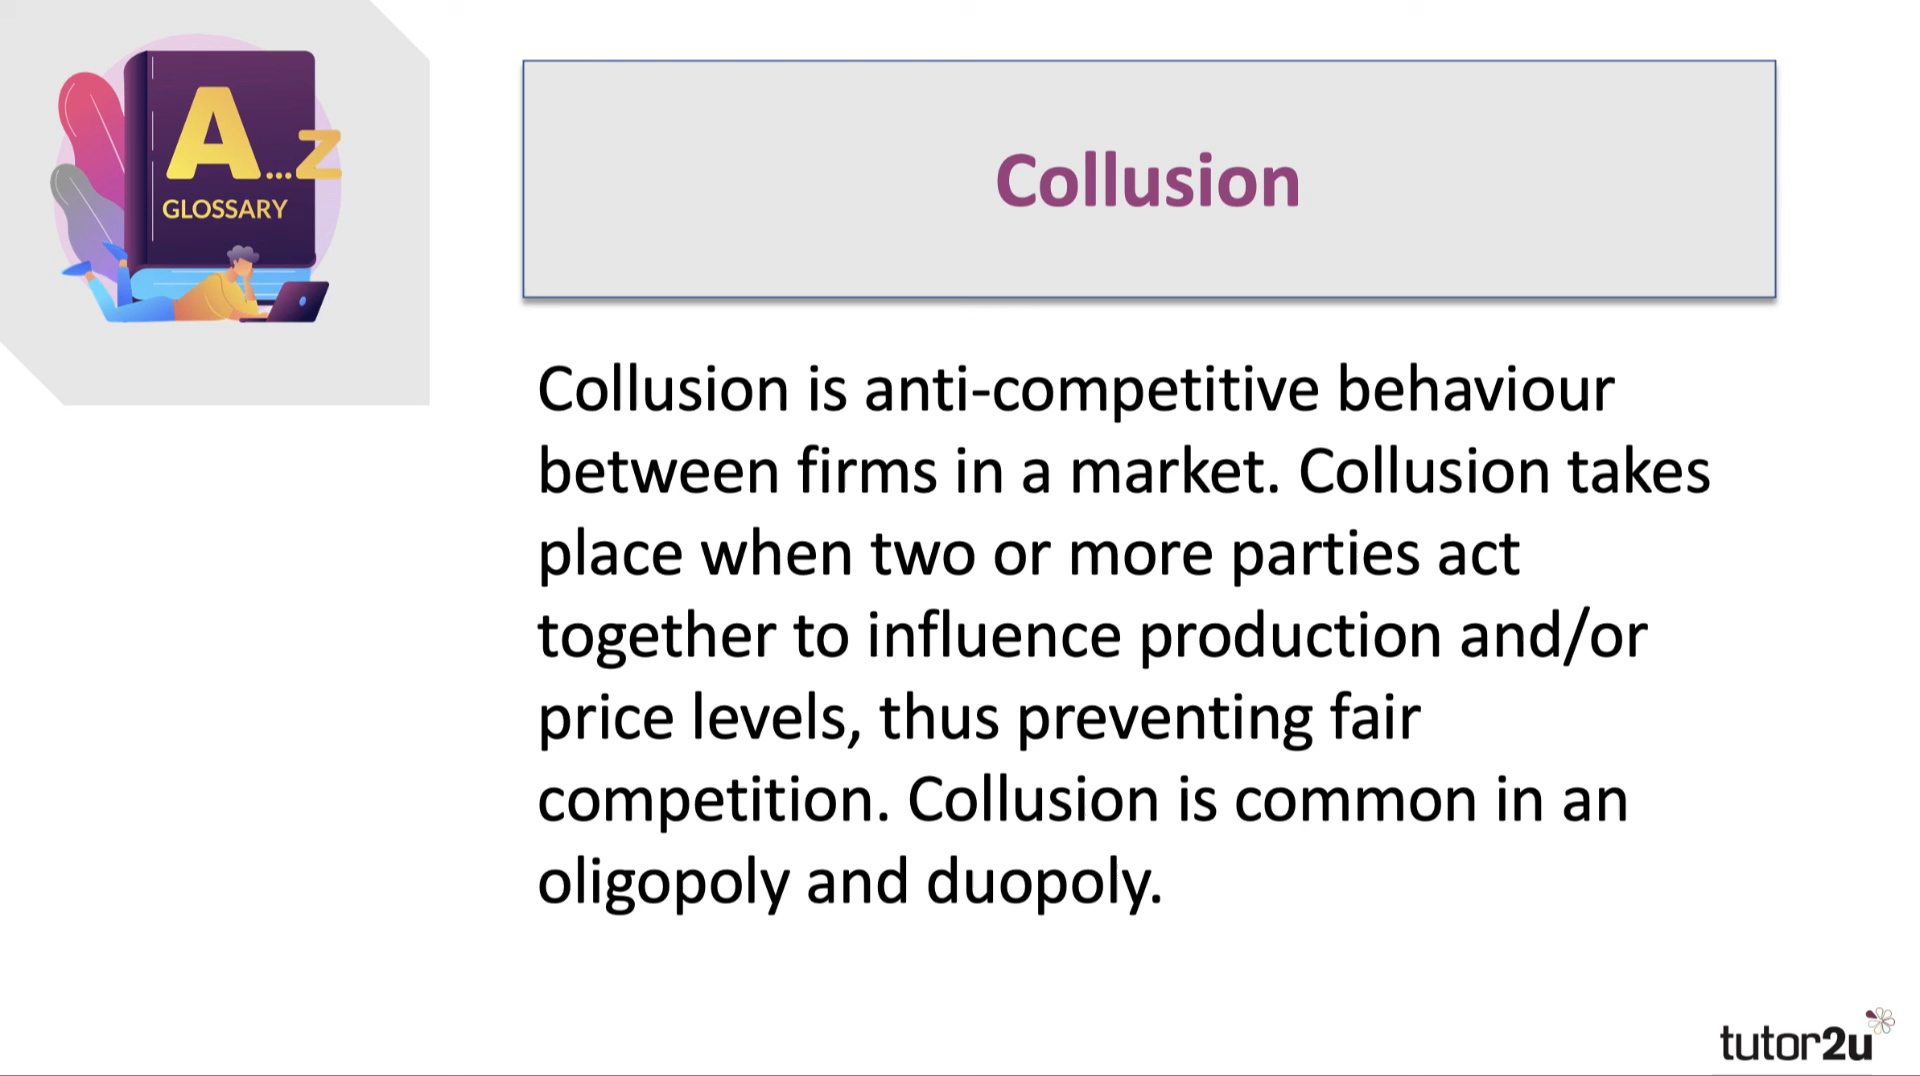 A...Z
GLOSSARY
Collusion
Collusion is anti-competitive behaviour
between firms in a market. Collusion takes
place when two or more parties act
together to influence production and/or
price levels, thus preventing fair
competition. Collusion is common in an
oligopoly and duopoly.
tutor2u